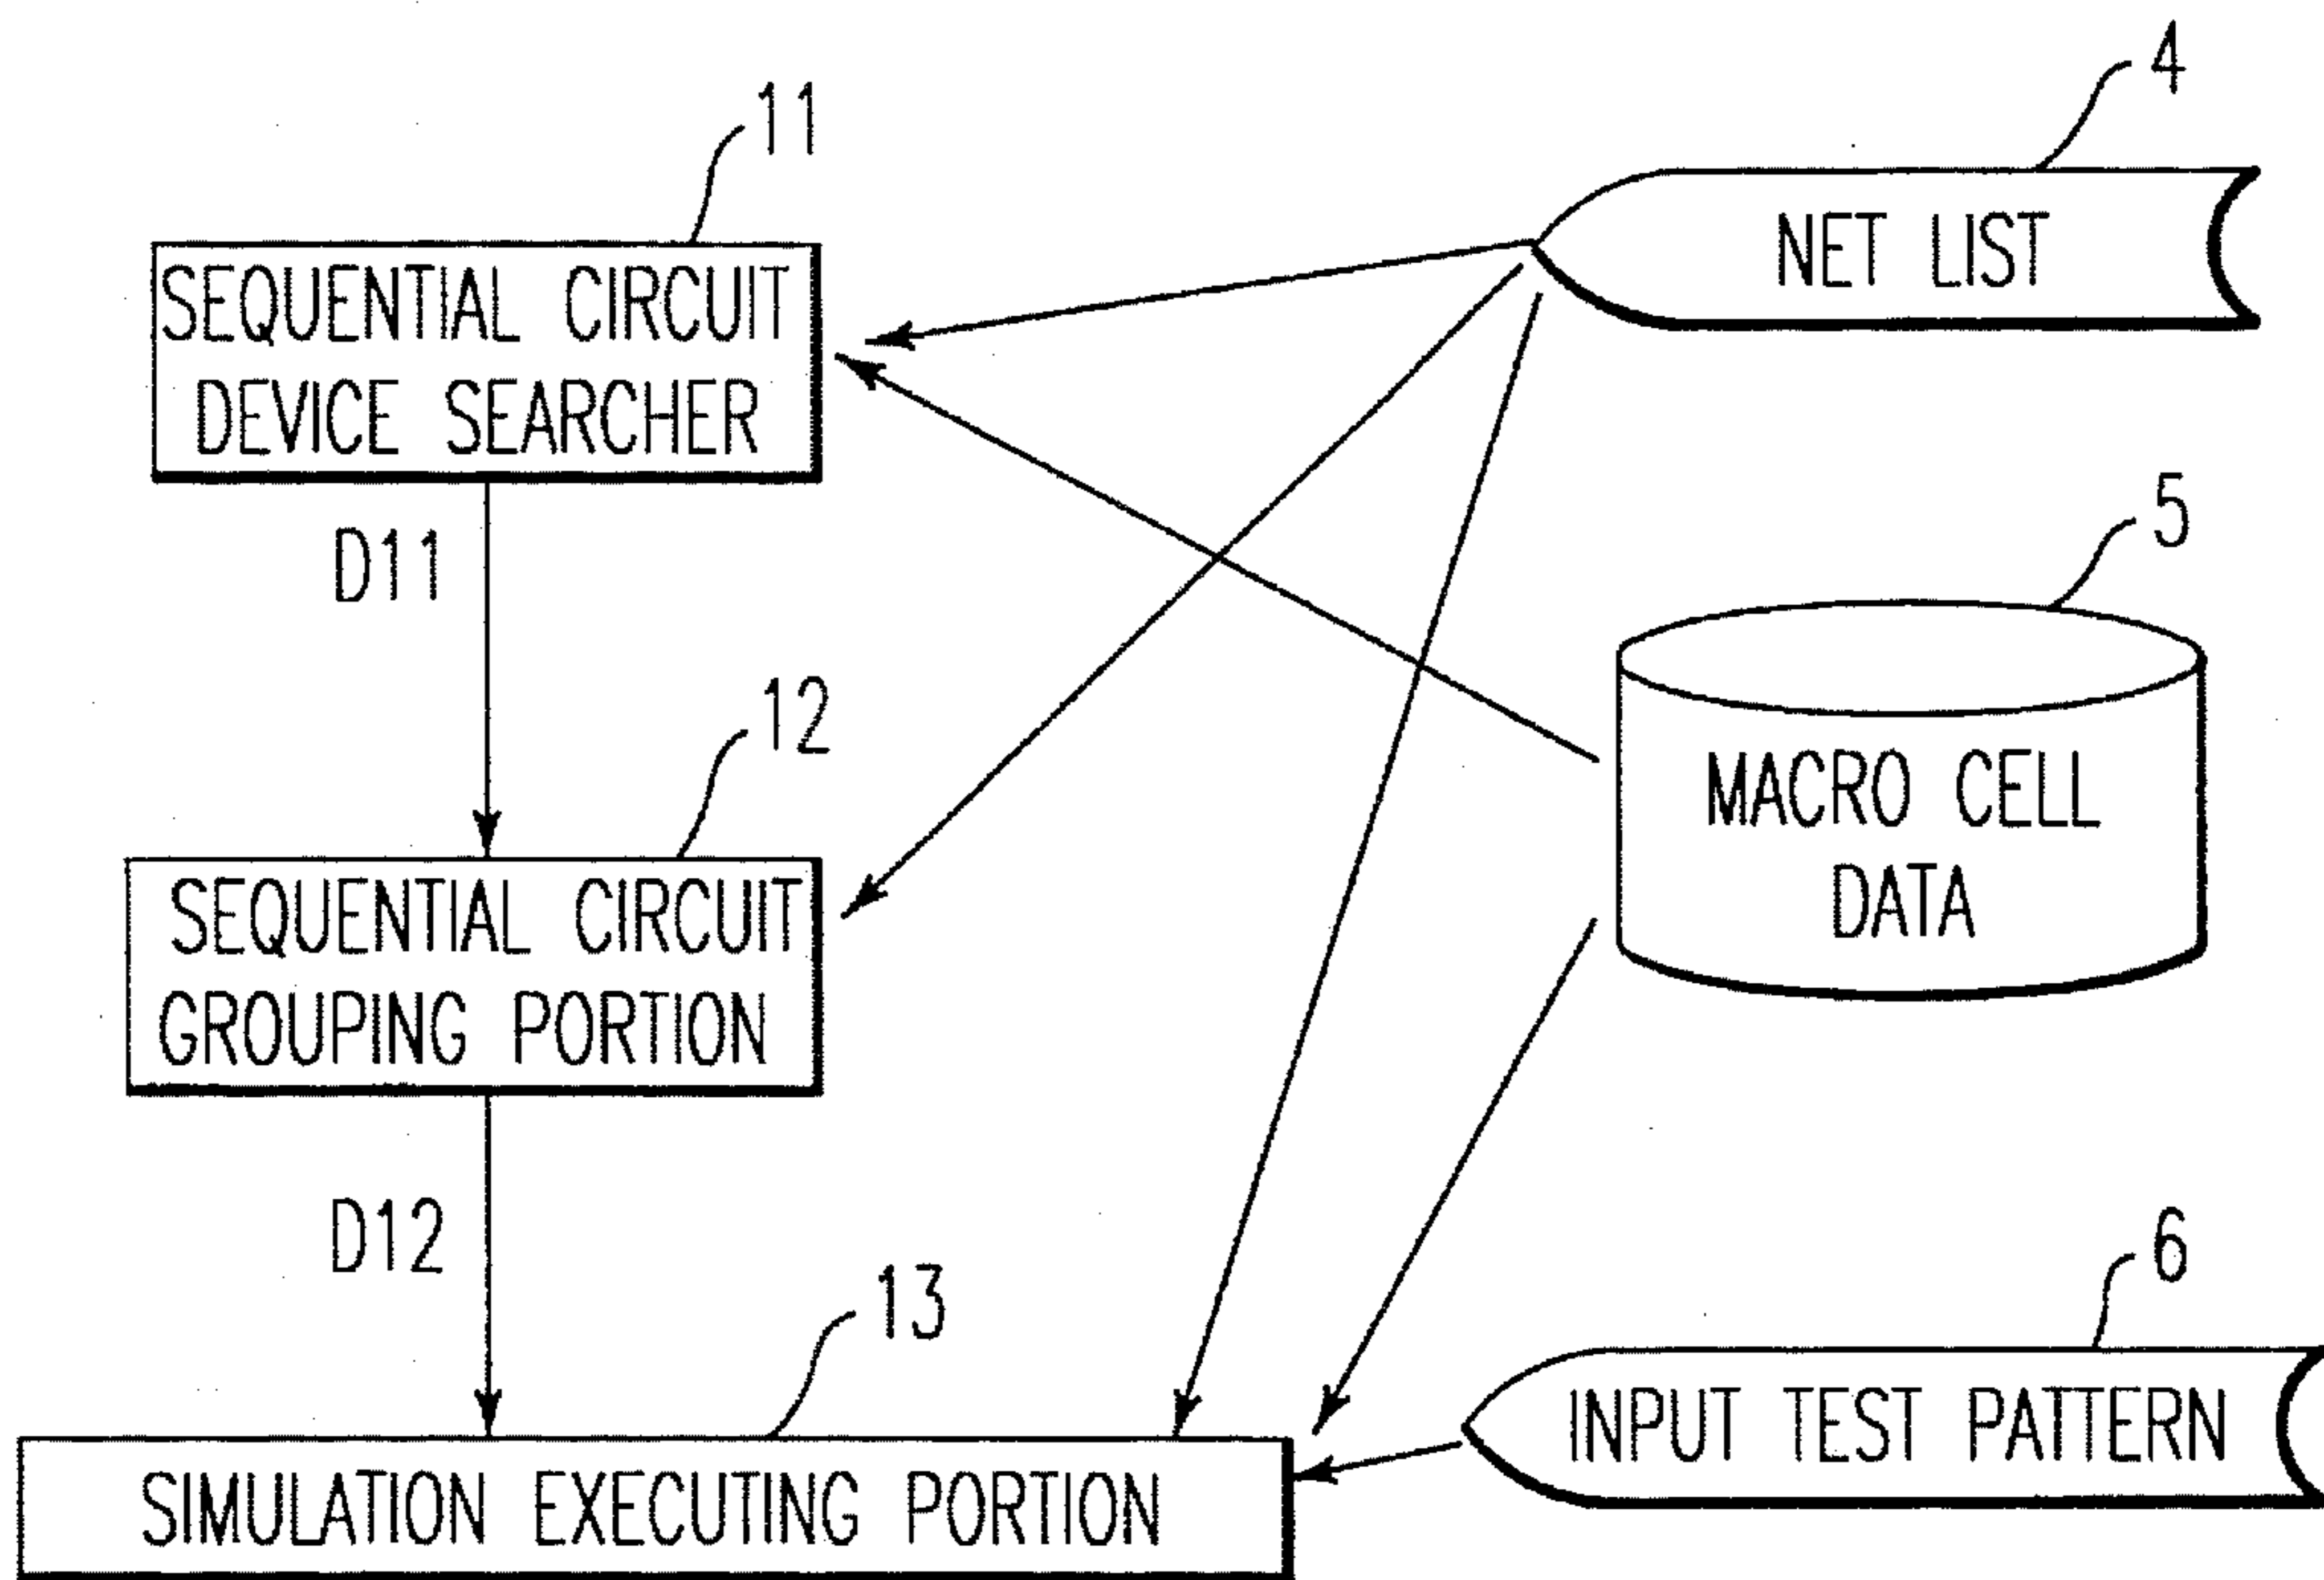 11
SEQUENTIAL CIRCUIT
DEVICE SEARCHER
D11
12
SEQUENTIAL CIRCUIT
GROUPING PORTION
D12
13
SIMULATION EXECUTING PORTION
4
NET LIST
5
MACRO CELL
DATA
6
INPUT TEST PATTERN